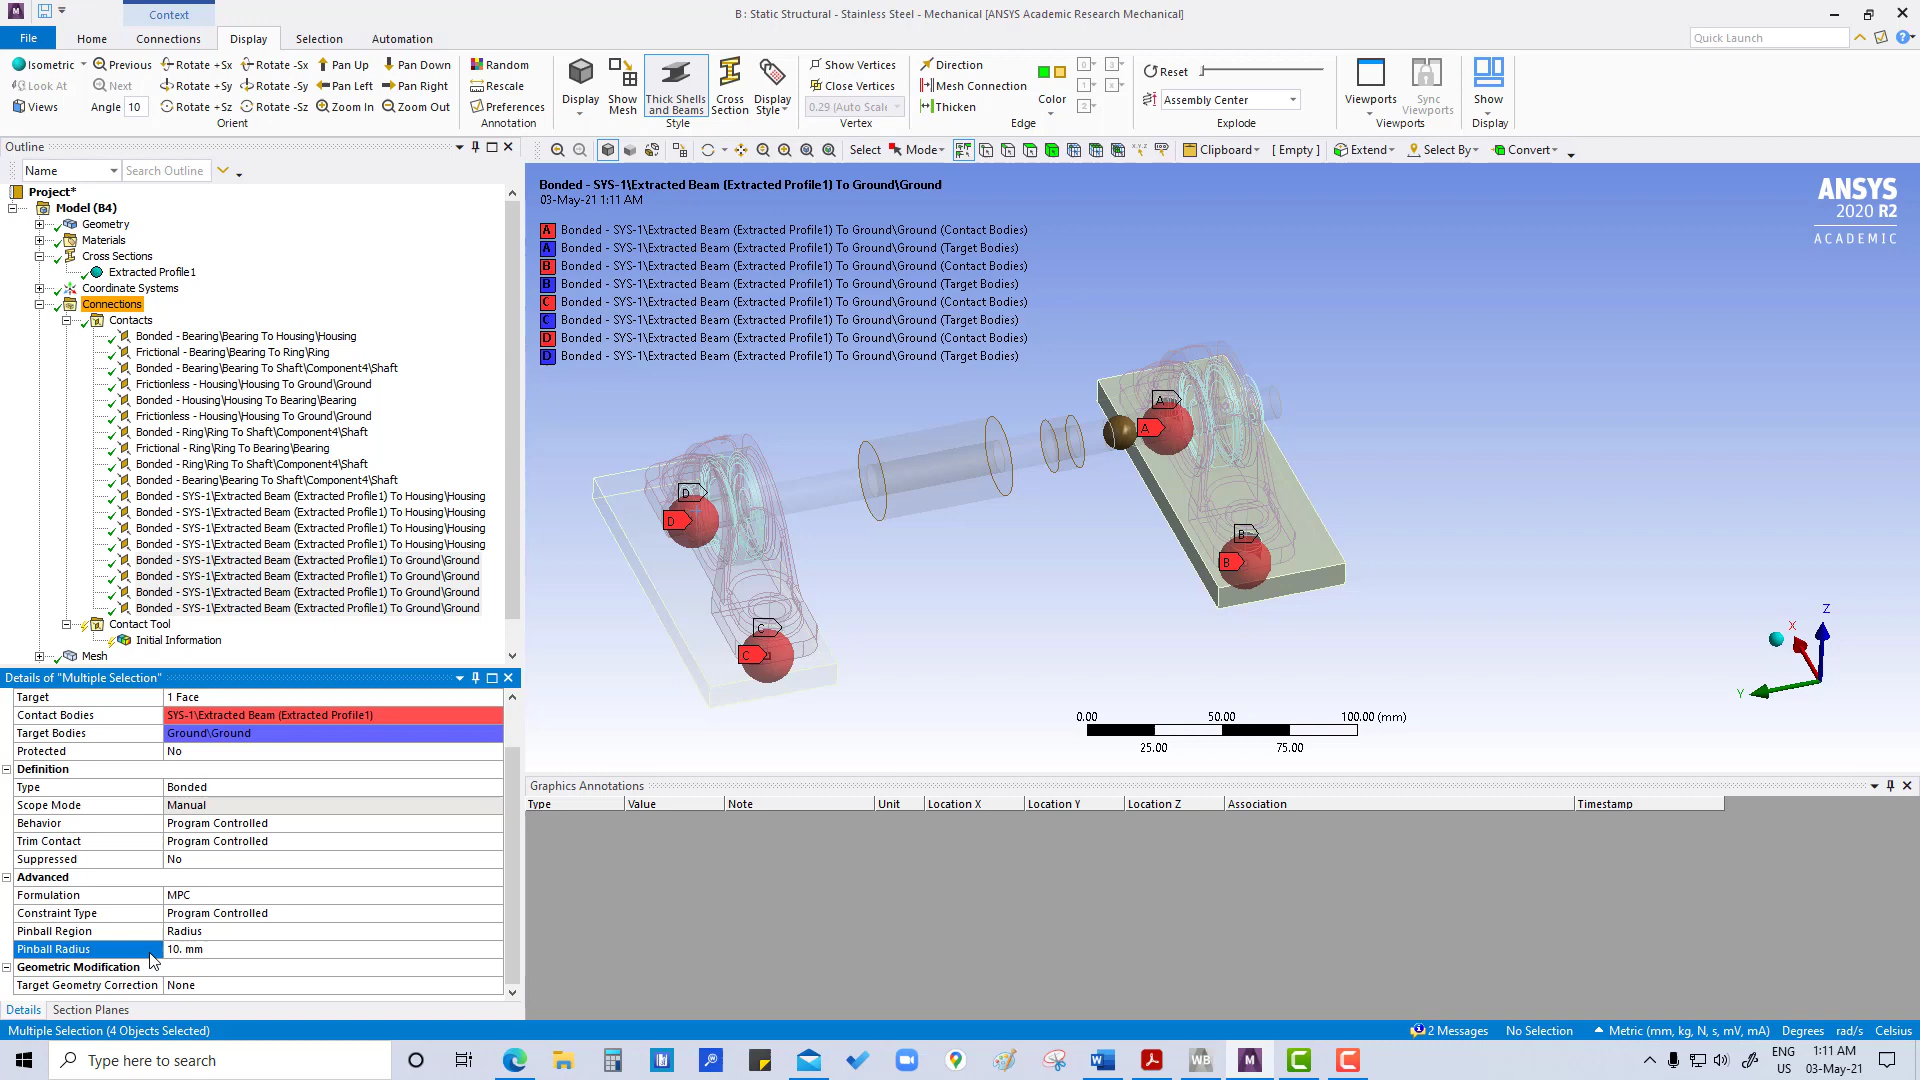 Context
B : Static Structural - Stainless Steel - Mechanical [ANSYS Academic Research Mechanical]
File
Home
Connections
Display
Selection
Automation
Quick Launch
Isometric
Previous
Rotate +Sx
Rotate -Sx
Pan Up
Pan Down
Random
Show Vertices
Direction
Reset
Look At
Next
Rotate +Sy
Rotate -Sy
Pan Left
Pan Right
Rescale
Close Vertices
Mesh Connection
Assembly Center
Views
Angle 10
Rotate +Sz
Rotate -Sz
Zoom In
Zoom Out
Preferences
0.29 (Auto Scale
Thicken
Display
Show Mesh
Thick Shells and Beams
Cross Section
Display Style
Color
Viewports
Sync Viewports
Show
Orient
Annotation
Style
Vertex
Edge
Explode
Viewports
Display
Outline
Name
Search Outline
Select
Mode
Clipboard
[ Empty ]
Extend
Select By
Convert
Project*
Model (B4)
Geometry
Materials
Cross Sections
Extracted Profile1
Coordinate Systems
Connections
Contacts
Bonded - Bearing\Bearing To Housing\Housing
Frictional - Bearing\Bearing To Ring\Ring
Bonded - Bearing\Bearing To Shaft\Component4\Shaft
Frictionless - Housing\Housing To Ground\Ground
Bonded - Housing\Housing To Bearing\Bearing
Frictionless - Housing\Housing To Ground\Ground
Bonded - Ring\Ring To Shaft\Component4\Shaft
Frictional - Ring\Ring To Bearing\Bearing
Bonded - Ring\Ring To Shaft\Component4\Shaft
Bonded - Bearing\Bearing To Shaft\Component4\Shaft
Bonded - SYS-1\Extracted Beam (Extracted Profile1) To Housing\Housing
Bonded - SYS-1\Extracted Beam (Extracted Profile1) To Housing\Housing
Bonded - SYS-1\Extracted Beam (Extracted Profile1) To Housing\Housing
Bonded - SYS-1\Extracted Beam (Extracted Profile1) To Housing\Housing
Bonded - SYS-1\Extracted Beam (Extracted Profile1) To Ground\Ground
Bonded - SYS-1\Extracted Beam (Extracted Profile1) To Ground\Ground
Bonded - SYS-1\Extracted Beam (Extracted Profile1) To Ground\Ground
Bonded - SYS-1\Extracted Beam (Extracted Profile1) To Ground\Ground
Contact Tool
Initial Information
Mesh
Details of "Multiple Selection"
Target 1 Face
Contact Bodies SYS-1\Extracted Beam (Extracted Profile1)
Target Bodies Ground\Ground
Protected No
Definition
Type Bonded
Scope Mode Manual
Behavior Program Controlled
Trim Contact Program Controlled
Suppressed No
Advanced
Formulation MPC
Constraint Type Program Controlled
Pinball Region Radius
Pinball Radius 10. mm
Geometric Modification
Target Geometry Correction None
Details
Section Planes
Bonded - SYS-1\Extracted Beam (Extracted Profile1) To Ground\Ground
03-May-21 1:11 AM
A Bonded - SYS-1\Extracted Beam (Extracted Profile1) To Ground\Ground (Contact Bodies)
A Bonded - SYS-1\Extracted Beam (Extracted Profile1) To Ground\Ground (Target Bodies)
B Bonded - SYS-1\Extracted Beam (Extracted Profile1) To Ground\Ground (Contact Bodies)
B Bonded - SYS-1\Extracted Beam (Extracted Profile1) To Ground\Ground (Target Bodies)
C Bonded - SYS-1\Extracted Beam (Extracted Profile1) To Ground\Ground (Contact Bodies)
C Bonded - SYS-1\Extracted Beam (Extracted Profile1) To Ground\Ground (Target Bodies)
D Bonded - SYS-1\Extracted Beam (Extracted Profile1) To Ground\Ground (Contact Bodies)
D Bonded - SYS-1\Extracted Beam (Extracted Profile1) To Ground\Ground (Target Bodies)
ANSYS
2020 R2
ACADEMIC
A
A
D
D
B
B
C
C
Z
X
Y
0.00 50.00 100.00 (mm)
25.00 75.00
Graphics Annotations
Type Value Note Unit Location X Location Y Location Z Association Timestamp
Multiple Selection (4 Objects Selected)
2 Messages
No Selection
Metric (mm, kg, N, s, mV, mA)
Degrees
rad/s
Celsius
Type here to search
WB
M
ENG
US
1:11 AM
03-May-21